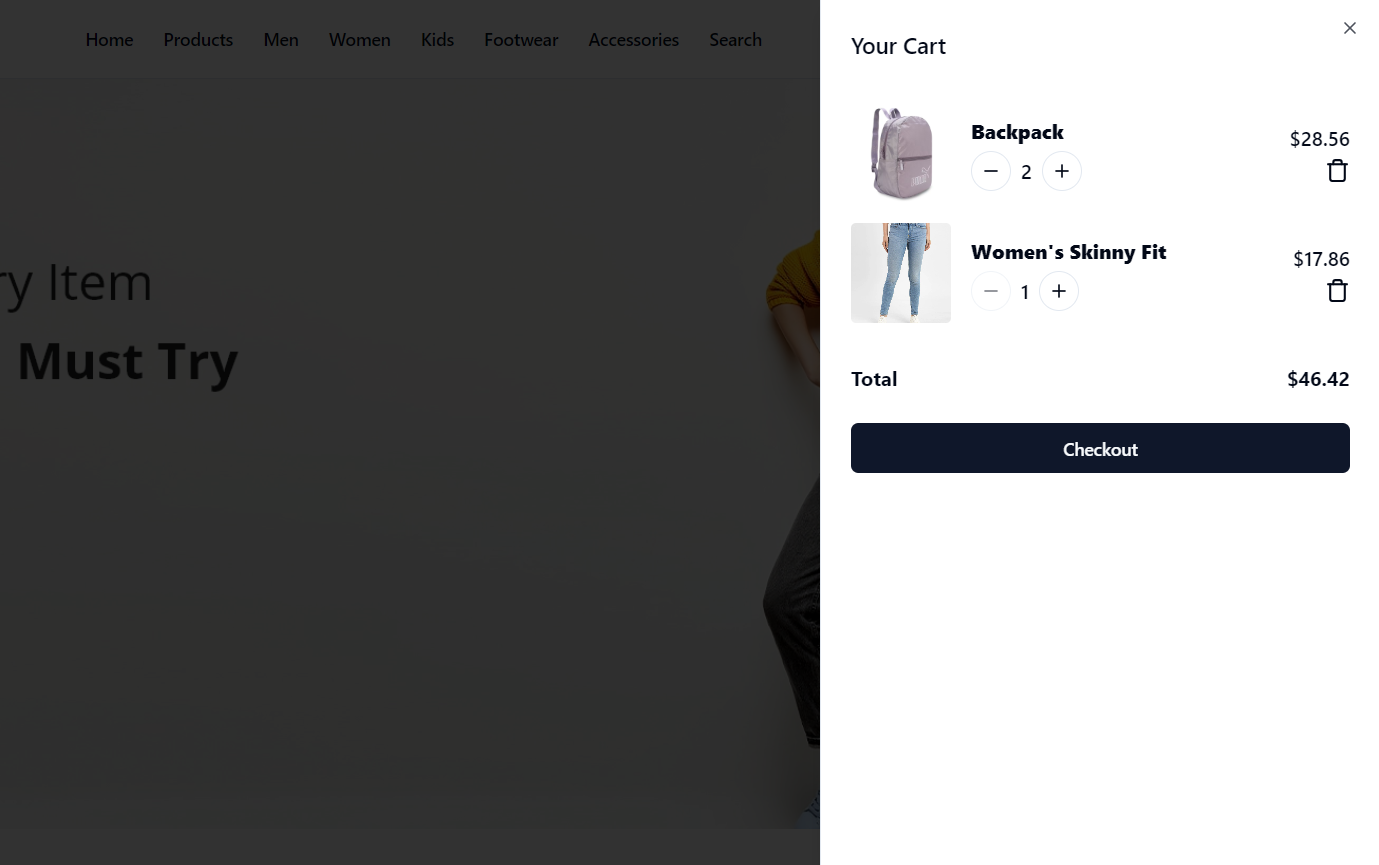 Home Products Men Women Kids Footwear Accessories Search
ry Item
Must Try
Your Cart
Backpack
$28.56
2
Women's Skinny Fit
$17.86
1
Total $46.42
Checkout